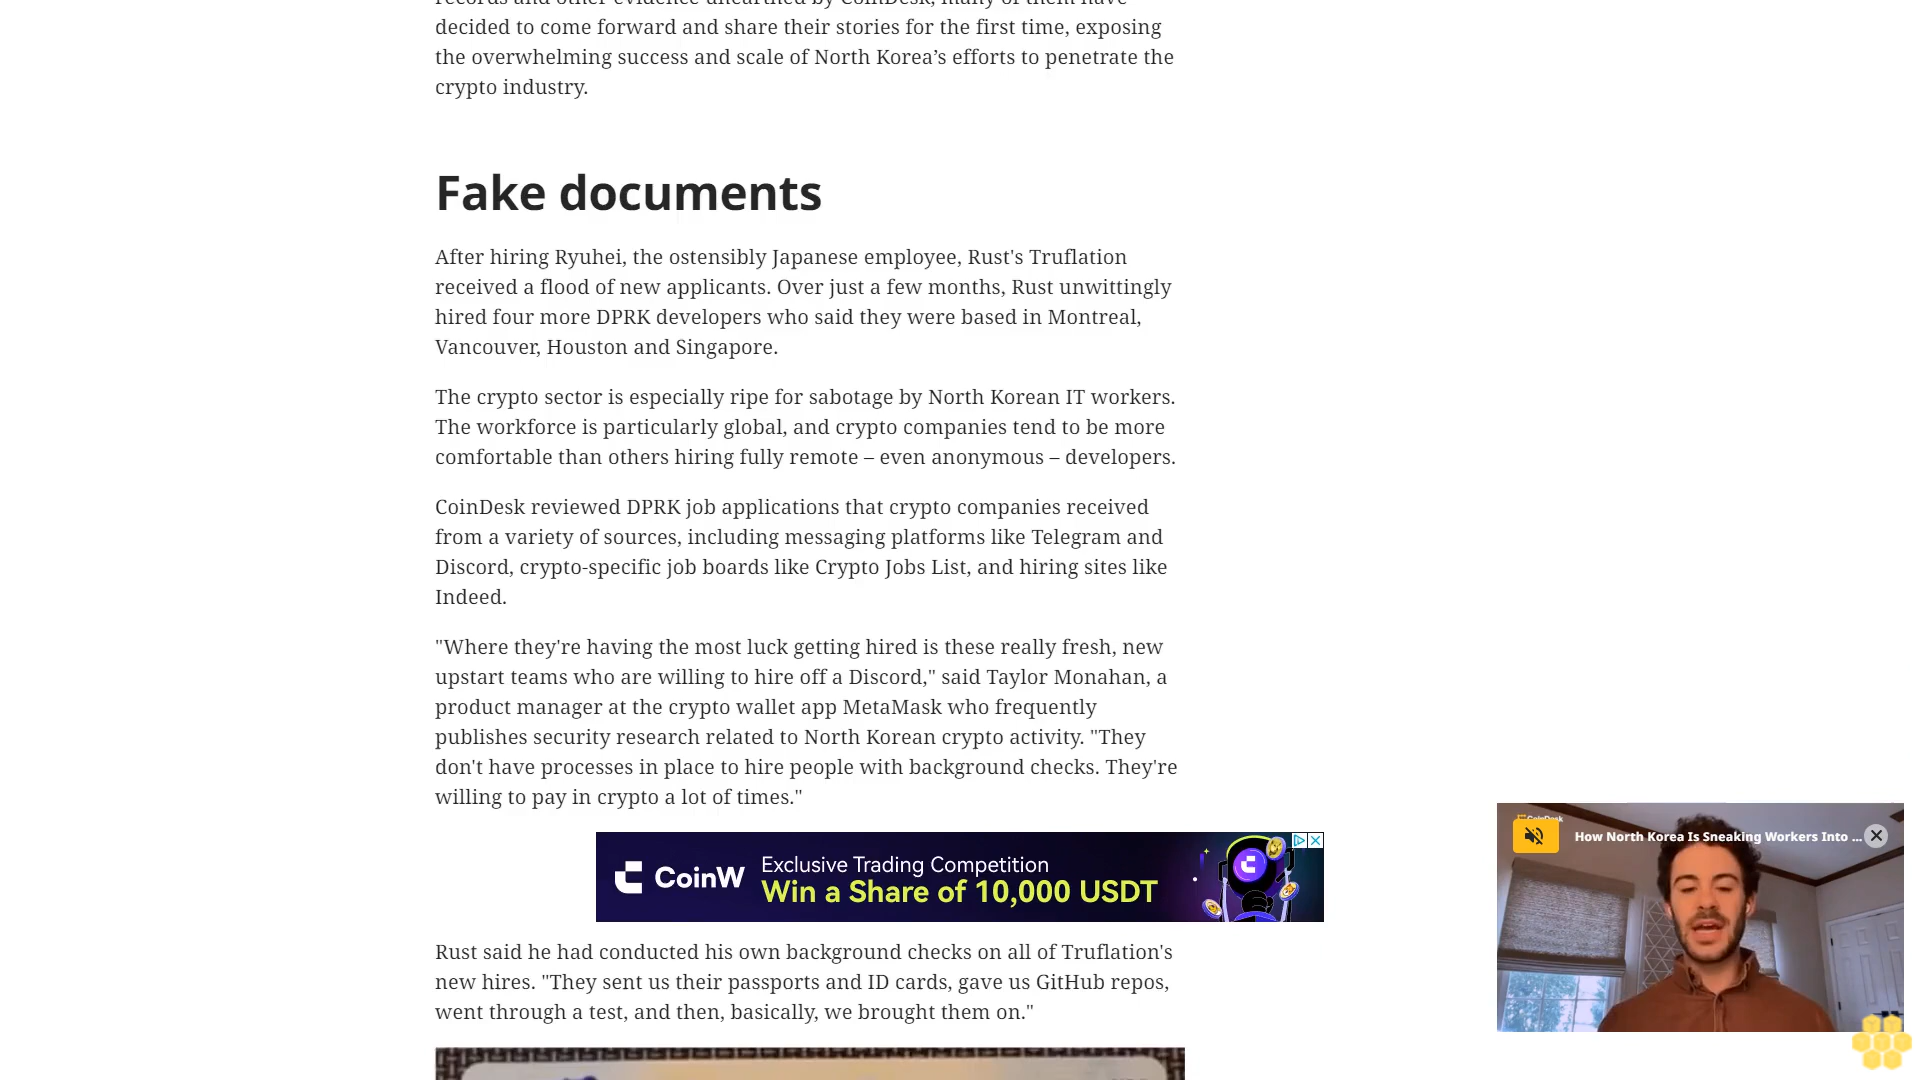 records and other evidence unearthed by CoinDesk, many of them have
decided to come forward and share their stories for the first time, exposing
the overwhelming success and scale of North Korea’s efforts to penetrate the
crypto industry.
Fake documents
After hiring Ryuhei, the ostensibly Japanese employee, Rust's Truflation
received a flood of new applicants. Over just a few months, Rust unwittingly
hired four more DPRK developers who said they were based in Montreal,
Vancouver, Houston and Singapore.
The crypto sector is especially ripe for sabotage by North Korean IT workers.
The workforce is particularly global, and crypto companies tend to be more
comfortable than others hiring fully remote – even anonymous – developers.
CoinDesk reviewed DPRK job applications that crypto companies received
from a variety of sources, including messaging platforms like Telegram and
Discord, crypto-specific job boards like Crypto Jobs List, and hiring sites like
Indeed.
"Where they're having the most luck getting hired is these really fresh, new
upstart teams who are willing to hire off a Discord," said Taylor Monahan, a
product manager at the crypto wallet app MetaMask who frequently
publishes security research related to North Korean crypto activity. "They
don't have processes in place to hire people with background checks. They're
willing to pay in crypto a lot of times."
CoinW
Exclusive Trading Competition
Win a Share of 10,000 USDT
CoinDesk
How North Korea Is Sneaking Workers Into ...
Rust said he had conducted his own background checks on all of Truflation's
new hires. "They sent us their passports and ID cards, gave us GitHub repos,
went through a test, and then, basically, we brought them on."